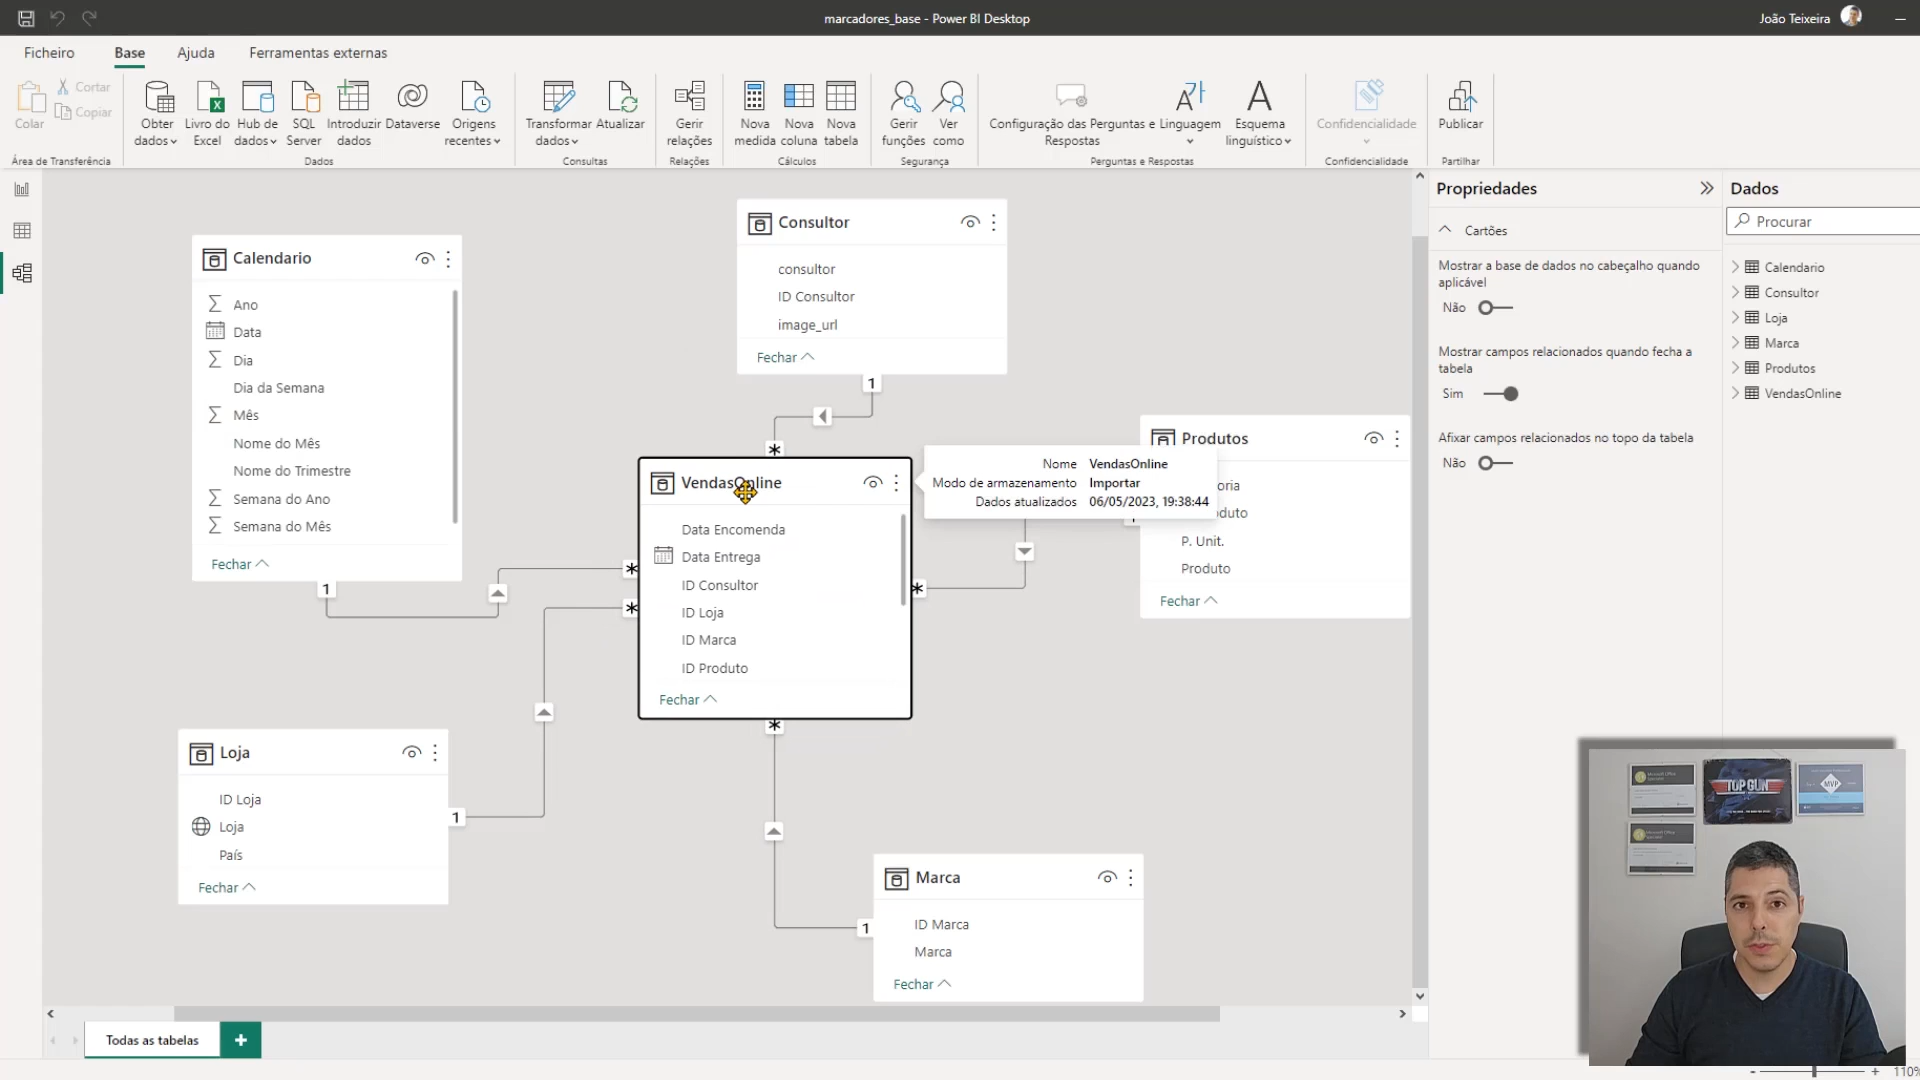 marcadores_base - Power BI Desktop
João Teixeira
Ficheiro
Base
Ajuda
Ferramentas externas
Colar
Cortar
Copiar
Área de Transferência
Obter
dados
Livro do
Excel
Hub de
dados
SQL
Server
Introduzir
dados
Dataverse
Origens
recentes
Dados
Transformar
dados
Atualizar
Consultas
Gerir
relações
Relações
Nova
medida
Nova
coluna
Nova
tabela
Cálculos
Gerir
funções
Ver
como
Segurança
Configuração das Perguntas e
Respostas
Linguagem
Esquema
linguístico
Perguntas e Respostas
Confidencialidade
Confidencialidade
Publicar
Partilhar
Calendario
Ano
Data
Dia
Dia da Semana
Mês
Nome do Mês
Nome do Trimestre
Semana do Ano
Semana do Mês
Fechar
1
Consultor
consultor
ID Consultor
image_url
Fechar
1
*
VendasOnline
Data Encomenda
Data Entrega
ID Consultor
ID Loja
ID Marca
ID Produto
Fechar
*
*
*
*
Nome VendasOnline
Modo de armazenamento Importar
Dados atualizados 06/05/2023, 19:38:44
Produtos
oria
duto
P. Unit.
Produto
Fechar
Loja
ID Loja
Loja
País
Fechar
1
Marca
ID Marca
Marca
Fechar
1
Propriedades
Cartões
Mostrar a base de dados no cabeçalho quando
aplicável
Não
Mostrar campos relacionados quando fecha a
tabela
Sim
Afixar campos relacionados no topo da tabela
Não
Dados
Procurar
Calendario
Consultor
Loja
Marca
Produtos
VendasOnline
TOP GUN
MVP
Todas as tabelas
+
- + 110%